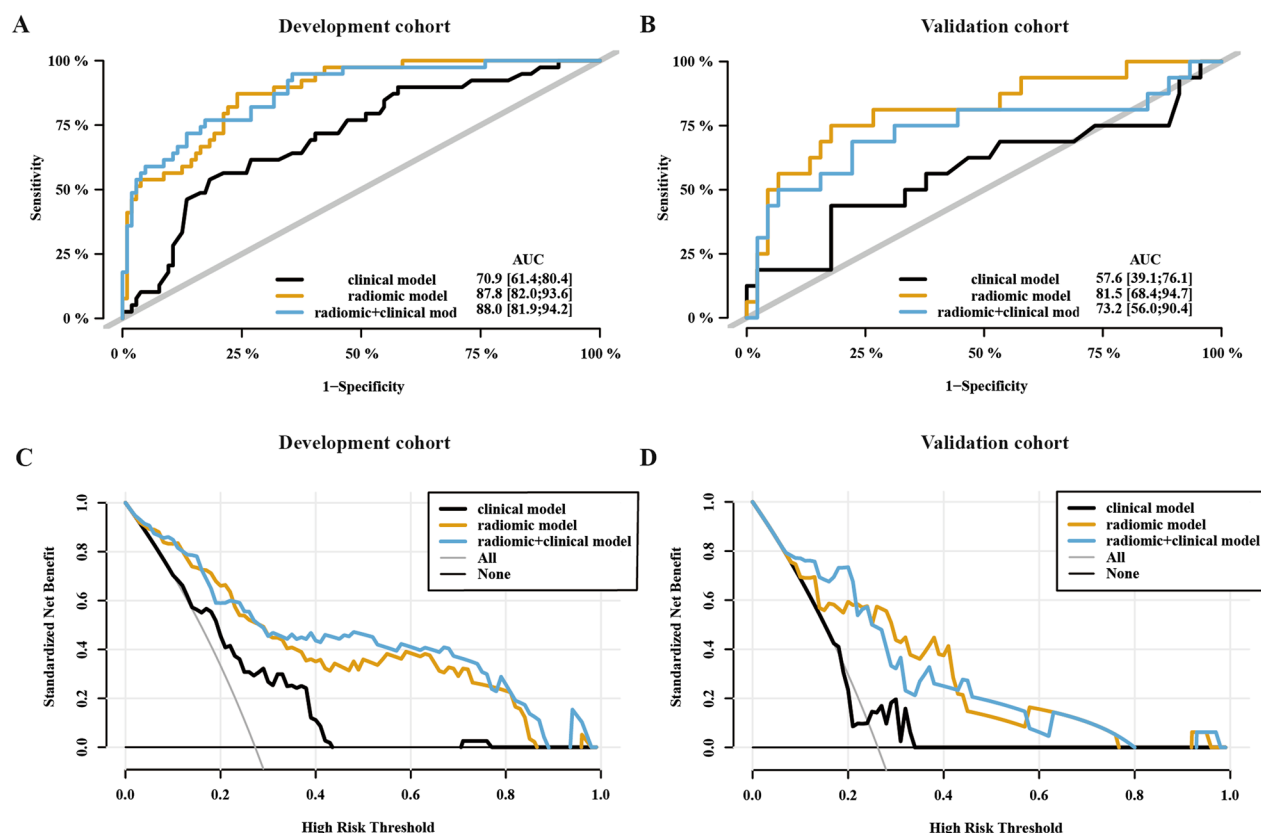 A
Development cohort
100 %
75 %
50 %
25 %
0 %
Sensitivity
AUC
clinical model 70.9 [61.4;80.4]
radiomic model 87.8 [82.0;93.6]
radiomic+clinical mod 88.0 [81.9;94.2]
0 % 25 % 50 % 75 % 100 %
1−Specificity
B
Validation cohort
100 %
75 %
50 %
25 %
0 %
Sensitivity
AUC
clinical model 57.6 [39.1;76.1]
radiomic model 81.5 [68.4;94.7]
radiomic+clinical mod 73.2 [56.0;90.4]
0 % 25 % 50 % 75 % 100 %
1−Specificity
C
Development cohort
1.0
0.8
0.6
0.4
0.2
0.0
Standardized Net Benefit
clinical model
radiomic model
radiomic+clinical model
All
None
0.0 0.2 0.4 0.6 0.8 1.0
High Risk Threshold
D
Validation cohort
1.0
0.8
0.6
0.4
0.2
0.0
Standardized Net Benefit
clinical model
radiomic model
radiomic+clinical model
All
None
0.0 0.2 0.4 0.6 0.8 1.0
High Risk Threshold